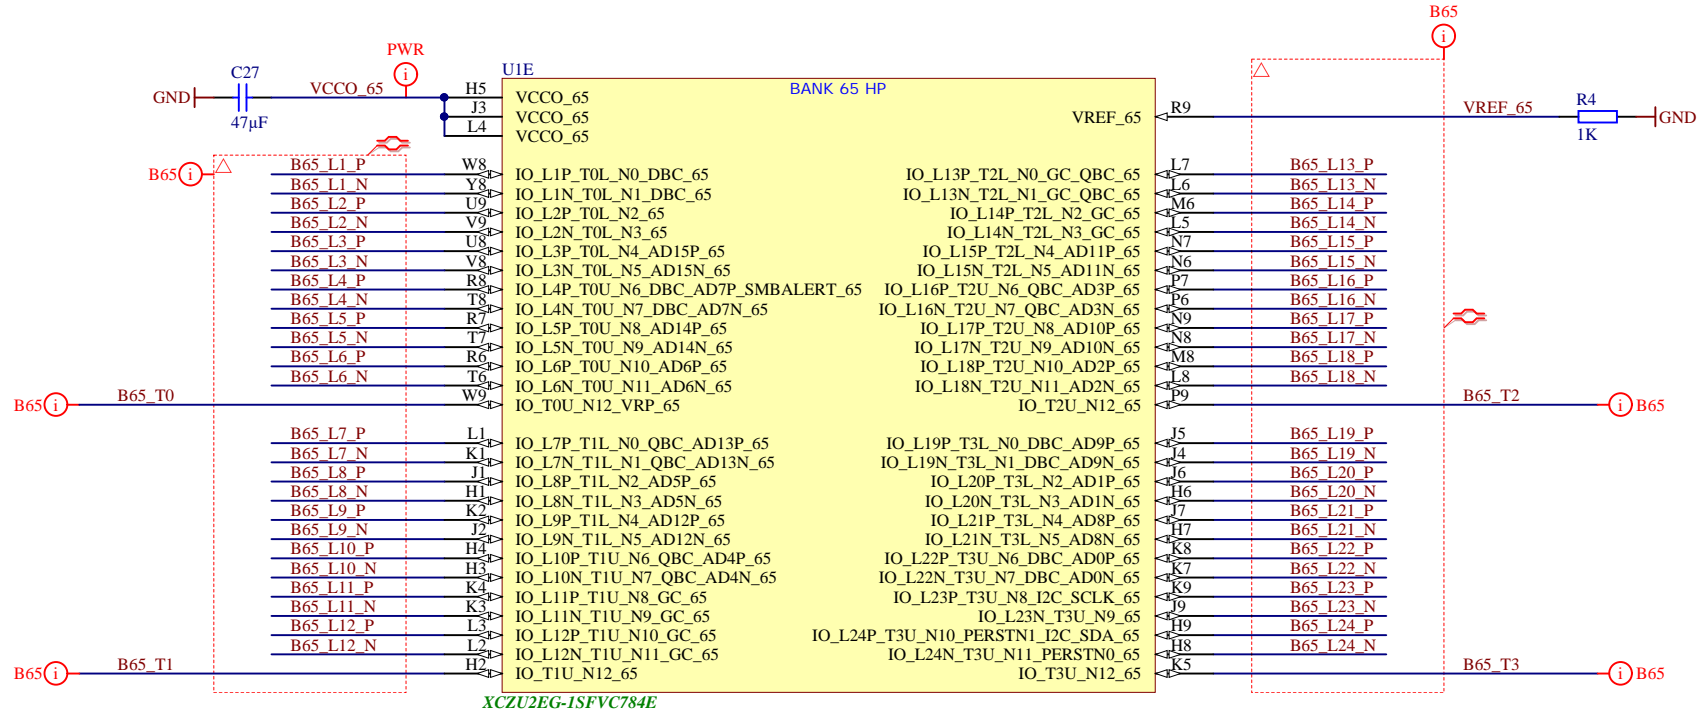 B65
i
PWR
i
C27
GND
47µF
VCCO_65
U1E
BANK 65 HP
H5 VCCO_65
J3 VCCO_65
L4 VCCO_65
VREF_65 R9 VREF_65
R4
1K
GND
B65 i
B65_L1_P W8 IO_L1P_T0L_N0_DBC_65 IO_L13P_T2L_N0_GC_QBC_65 L7 B65_L13_P
B65_L1_N Y8 IO_L1N_T0L_N1_DBC_65 IO_L13N_T2L_N1_GC_QBC_65 L6 B65_L13_N
B65_L2_P U9 IO_L2P_T0L_N2_65 IO_L14P_T2L_N2_GC_65 M6 B65_L14_P
B65_L2_N V9 IO_L2N_T0L_N3_65 IO_L14N_T2L_N3_GC_65 L5 B65_L14_N
B65_L3_P U8 IO_L3P_T0L_N4_AD15P_65 IO_L15P_T2L_N4_AD11P_65 N7 B65_L15_P
B65_L3_N V8 IO_L3N_T0L_N5_AD15N_65 IO_L15N_T2L_N5_AD11N_65 N6 B65_L15_N
B65_L4_P R8 IO_L4P_T0U_N6_DBC_AD7P_SMBALERT_65 IO_L16P_T2U_N6_QBC_AD3P_65 P7 B65_L16_P
B65_L4_N T8 IO_L4N_T0U_N7_DBC_AD7N_65 IO_L16N_T2U_N7_QBC_AD3N_65 P6 B65_L16_N
B65_L5_P R7 IO_L5P_T0U_N8_AD14P_65 IO_L17P_T2U_N8_AD10P_65 N9 B65_L17_P
B65_L5_N T7 IO_L5N_T0U_N9_AD14N_65 IO_L17N_T2U_N9_AD10N_65 N8 B65_L17_N
B65_L6_P R6 IO_L6P_T0U_N10_AD6P_65 IO_L18P_T2U_N10_AD2P_65 M8 B65_L18_P
B65_L6_N T6 IO_L6N_T0U_N11_AD6N_65 IO_L18N_T2U_N11_AD2N_65 L8 B65_L18_N
B65 i B65_T0 W9 IO_T0U_N12_VRP_65 IO_T2U_N12_65 P9 B65_T2 i B65
B65_L7_P L1 IO_L7P_T1L_N0_QBC_AD13P_65 IO_L19P_T3L_N0_DBC_AD9P_65 J5 B65_L19_P
B65_L7_N K1 IO_L7N_T1L_N1_QBC_AD13N_65 IO_L19N_T3L_N1_DBC_AD9N_65 J4 B65_L19_N
B65_L8_P J1 IO_L8P_T1L_N2_AD5P_65 IO_L20P_T3L_N2_AD1P_65 J6 B65_L20_P
B65_L8_N H1 IO_L8N_T1L_N3_AD5N_65 IO_L20N_T3L_N3_AD1N_65 H6 B65_L20_N
B65_L9_P K2 IO_L9P_T1L_N4_AD12P_65 IO_L21P_T3L_N4_AD8P_65 J7 B65_L21_P
B65_L9_N J2 IO_L9N_T1L_N5_AD12N_65 IO_L21N_T3L_N5_AD8N_65 H7 B65_L21_N
B65_L10_P H4 IO_L10P_T1U_N6_QBC_AD4P_65 IO_L22P_T3U_N6_DBC_AD0P_65 K8 B65_L22_P
B65_L10_N H3 IO_L10N_T1U_N7_QBC_AD4N_65 IO_L22N_T3U_N7_DBC_AD0N_65 K7 B65_L22_N
B65_L11_P K4 IO_L11P_T1U_N8_GC_65 IO_L23P_T3U_N8_I2C_SCLK_65 K9 B65_L23_P
B65_L11_N K3 IO_L11N_T1U_N9_GC_65 IO_L23N_T3U_N9_65 J9 B65_L23_N
B65_L12_P L3 IO_L12P_T1U_N10_GC_65 IO_L24P_T3U_N10_PERSTN1_I2C_SDA_65 H9 B65_L24_P
B65_L12_N L2 IO_L12N_T1U_N11_GC_65 IO_L24N_T3U_N11_PERSTN0_65 H8 B65_L24_N
B65 i B65_T1 H2 IO_T1U_N12_65 IO_T3U_N12_65 K5 B65_T3 i B65
XCZU2EG-1SFVC784E